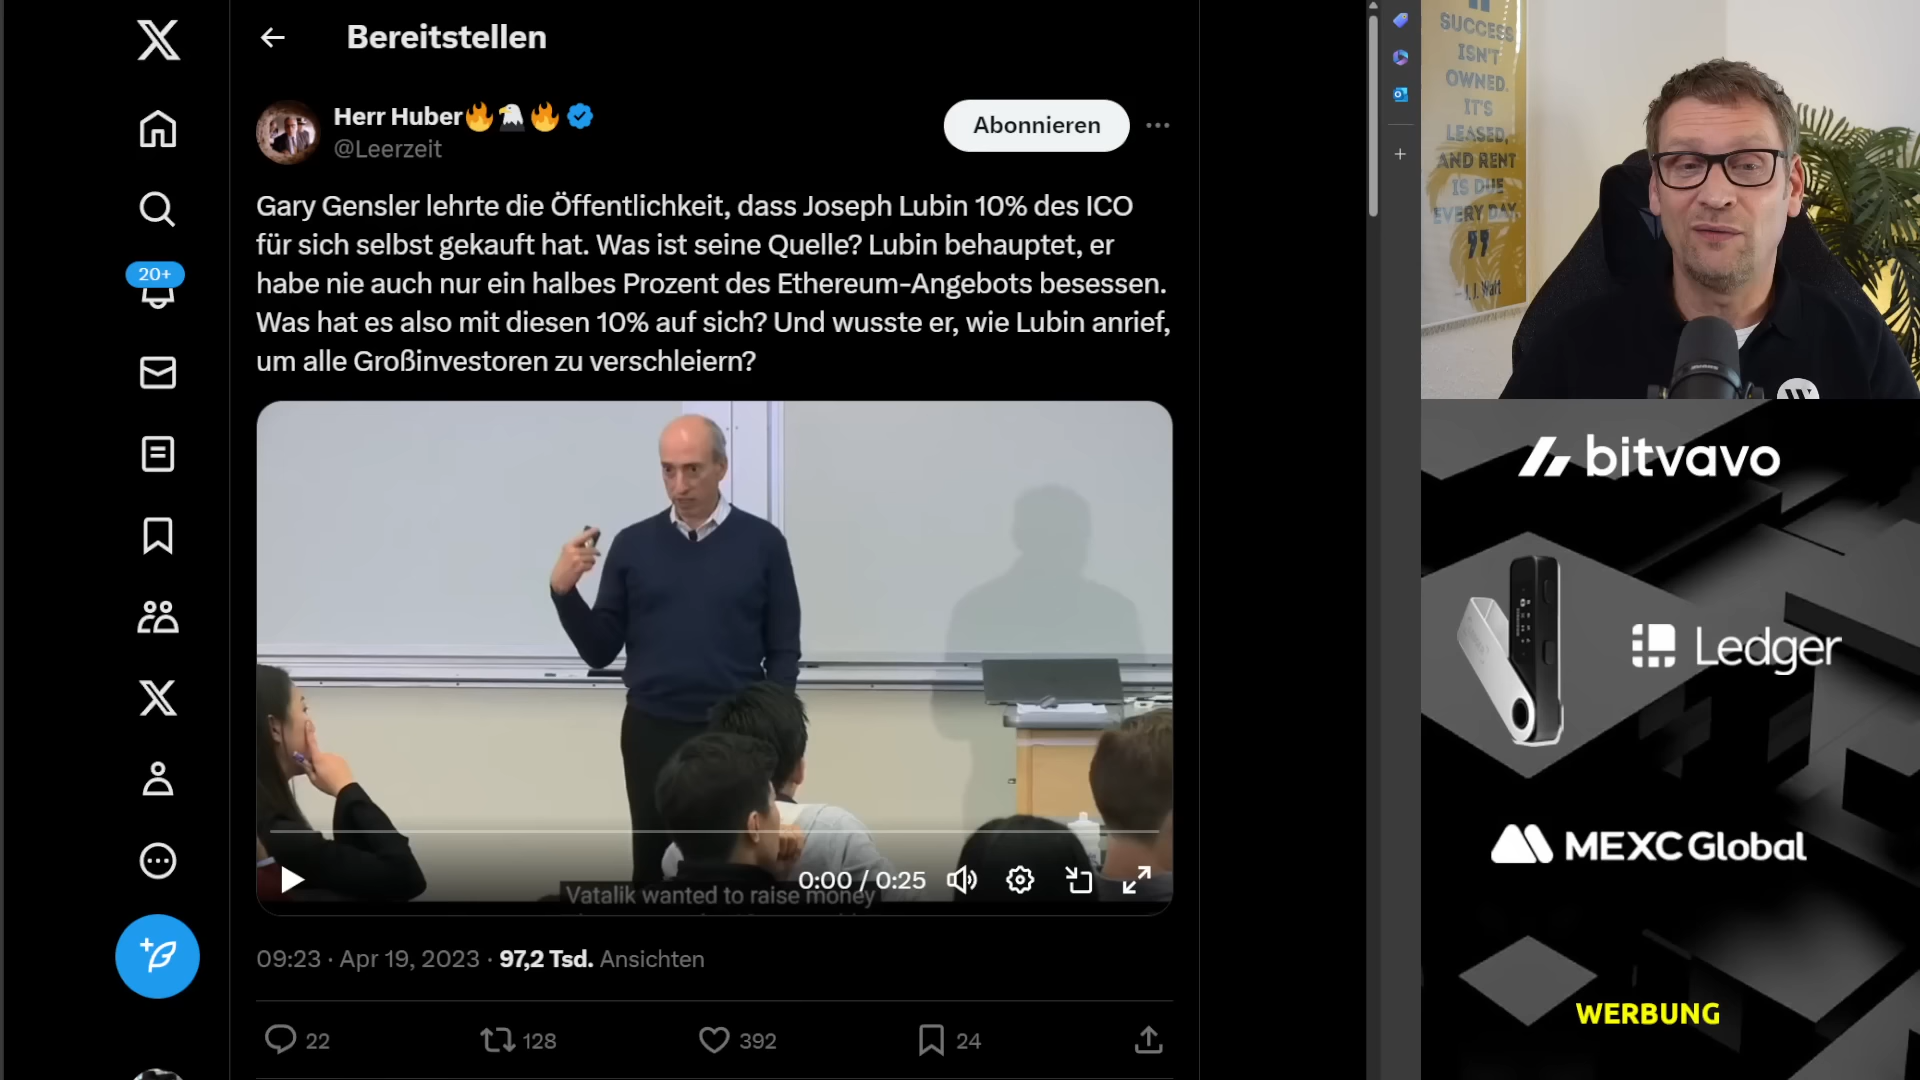 Bereitstellen
Herr Huber🔥🦅🔥
@Leerzeit
Abonnieren
20+
Gary Gensler lehrte die Öffentlichkeit, dass Joseph Lubin 10% des ICO
für sich selbst gekauft hat. Was ist seine Quelle? Lubin behauptet, er
habe nie auch nur ein halbes Prozent des Ethereum-Angebots besessen.
Was hat es also mit diesen 10% auf sich? Und wusste er, wie Lubin anrief,
um alle Großinvestoren zu verschleiern?
0:00 / 0:25
Vatalik wanted to raise money
09:23 · Apr 19, 2023 · 97,2 Tsd. Ansichten
22
128
392
24
SUCCESS
ISN'T
OWNED.
IT'S
LEASED,
AND RENT
IS DUE
EVERY DAY
bitvavo
Ledger
MEXC Global
WERBUNG